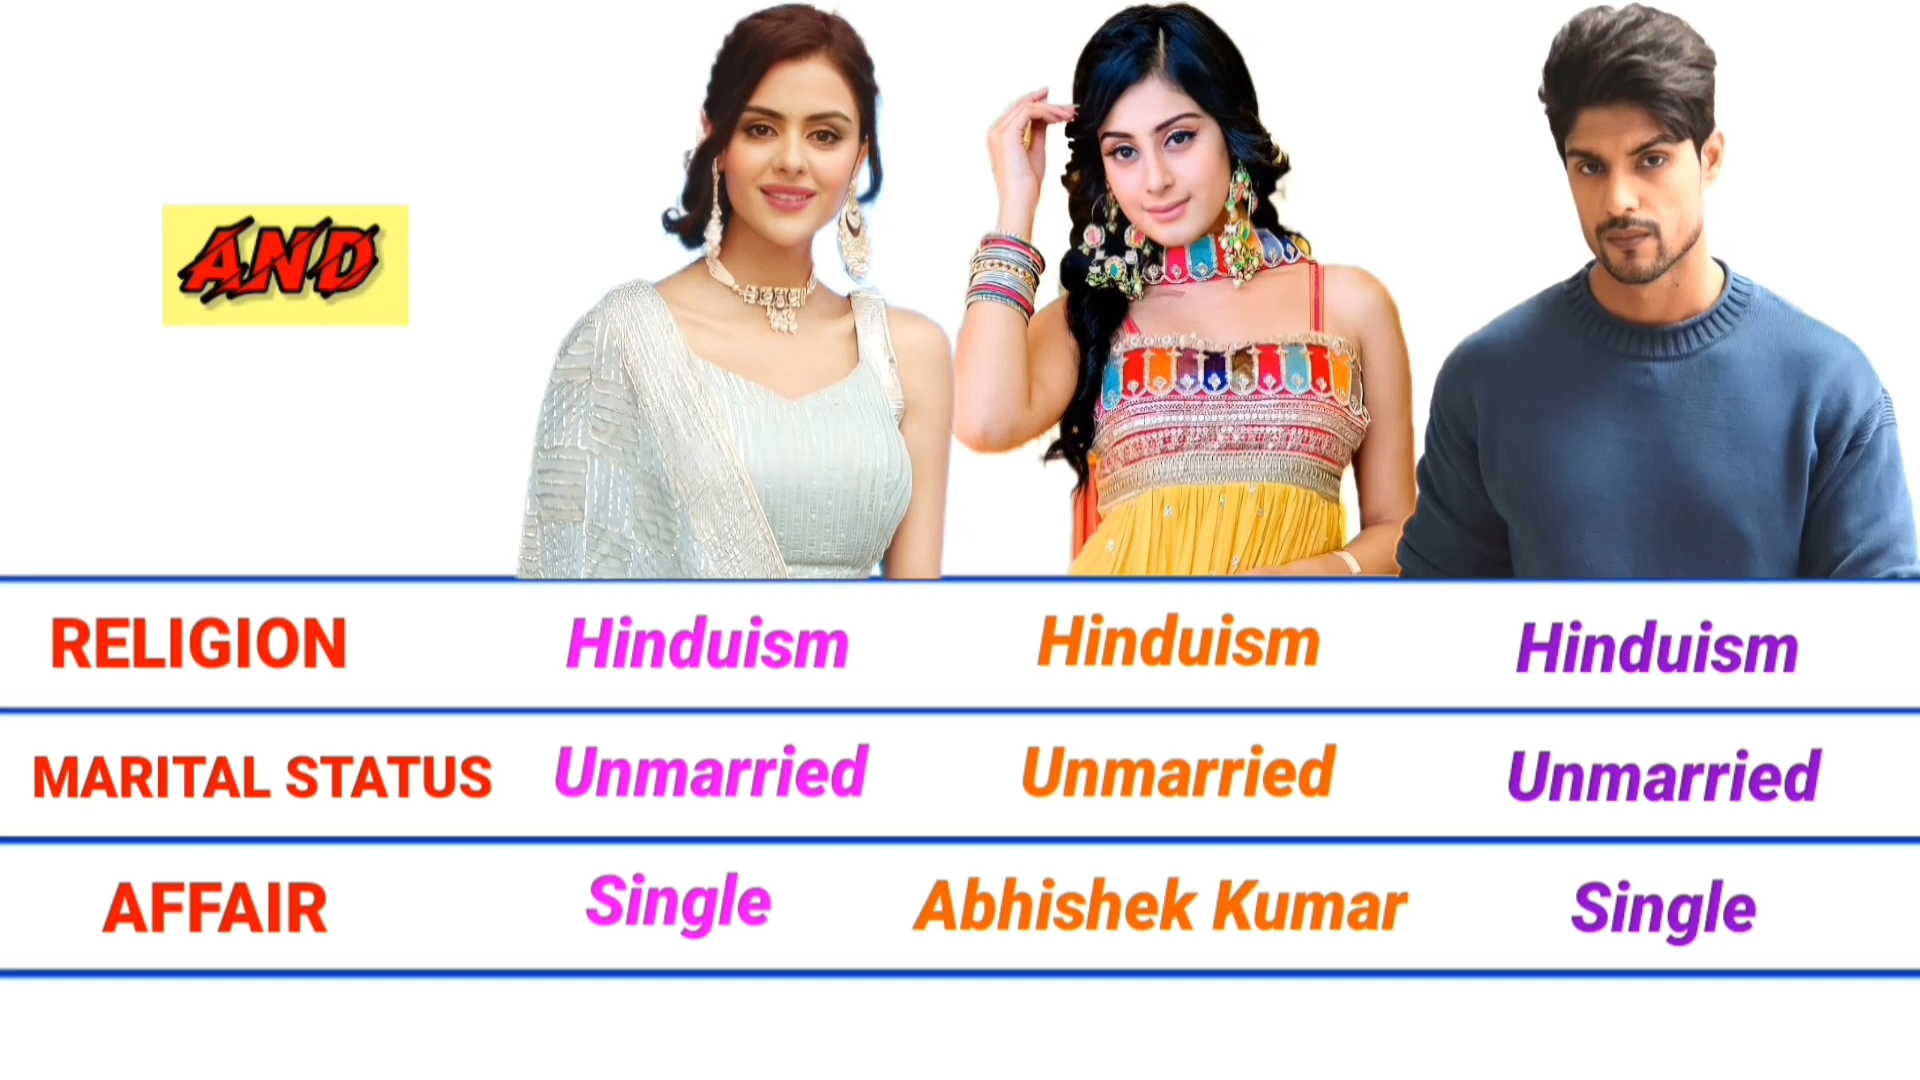 AND
RELIGION Hinduism Hinduism Hinduism
MARITAL STATUS Unmarried Unmarried Unmarried
AFFAIR Single Abhishek Kumar Single